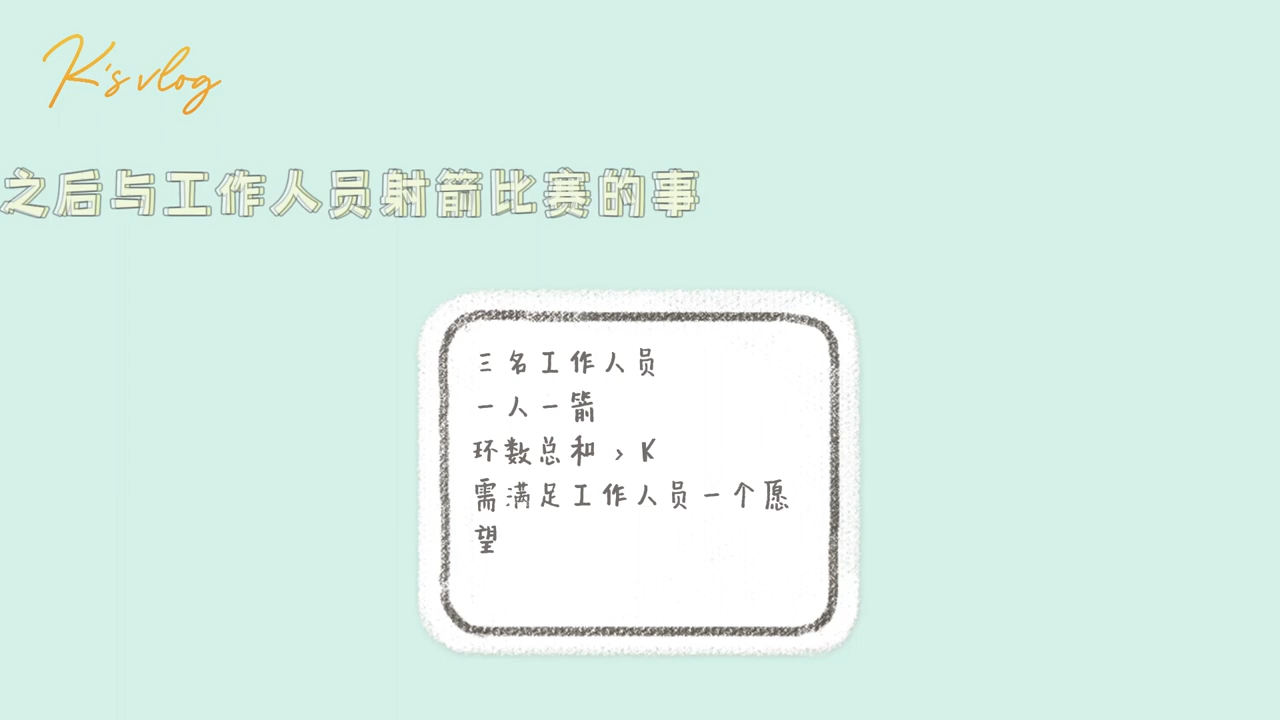 K's vlog
之后与工作人员射箭比赛的事
三名工作人员
一人一箭
环数总和 > K
需满足工作人员一个愿
望